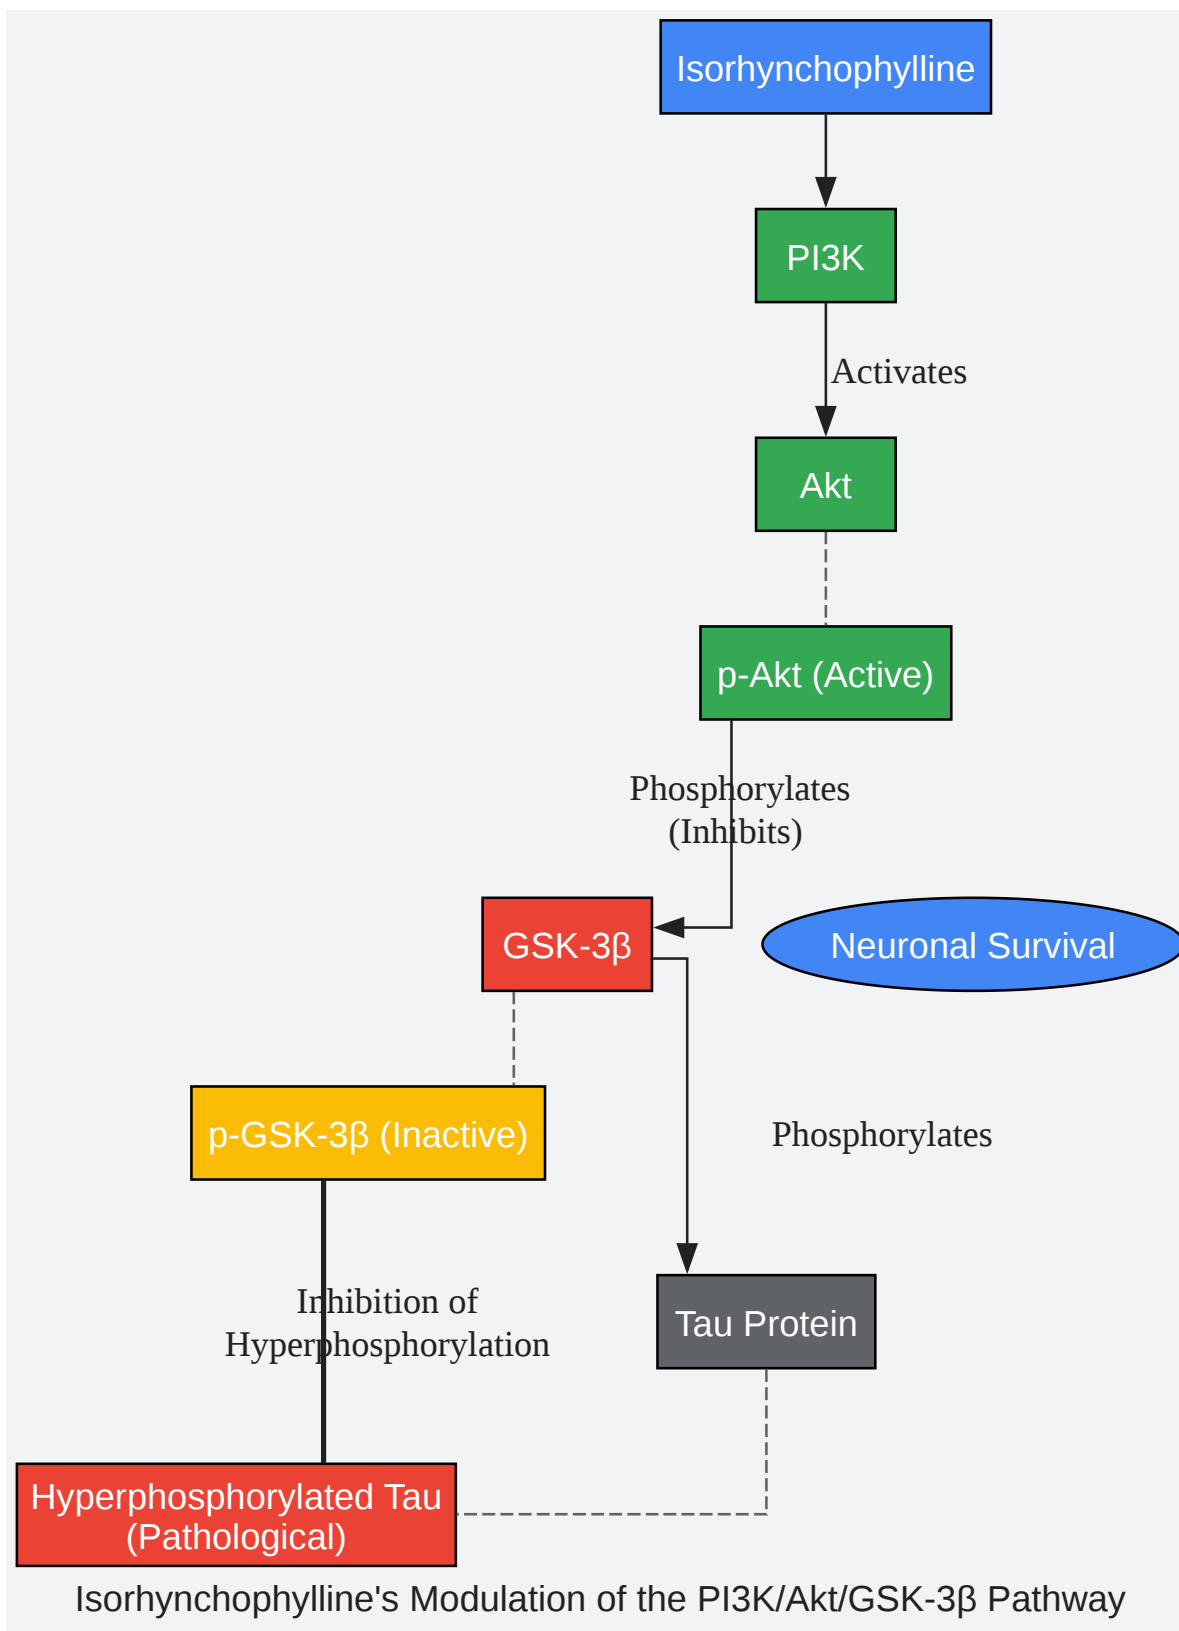 Isorhynchophylline
PI3K
Activates
Akt
p-Akt (Active)
Phosphorylates
(Inhibits)
GSK-3β
Neuronal Survival
p-GSK-3β (Inactive)
Phosphorylates
Inhibition of
Hyperphosphorylation
Tau Protein
Hyperphosphorylated Tau
(Pathological)
Isorhynchophylline's Modulation of the PI3K/Akt/GSK-3β Pathway